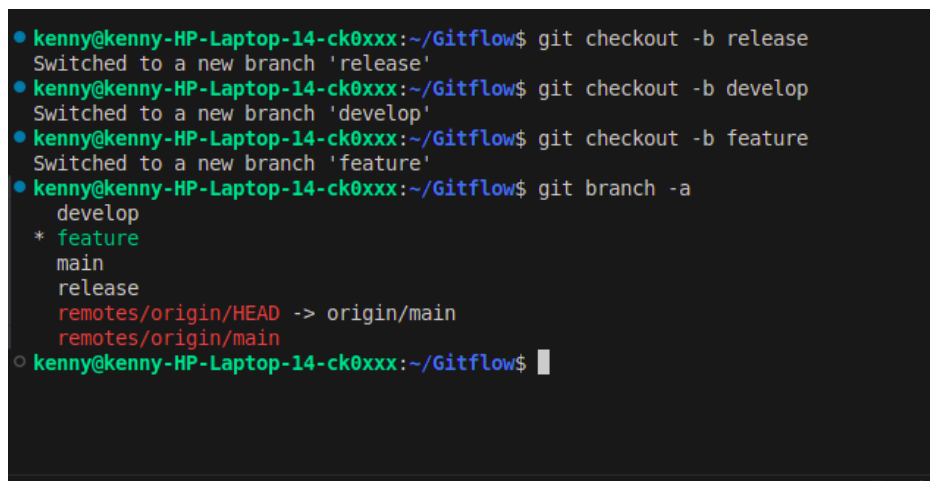 kenny@kenny-HP-Laptop-14-ck0xxx:~/Gitflow$ git checkout -b release
Switched to a new branch 'release'
kenny@kenny-HP-Laptop-14-ck0xxx:~/Gitflow$ git checkout -b develop
Switched to a new branch 'develop'
kenny@kenny-HP-Laptop-14-ck0xxx:~/Gitflow$ git checkout -b feature
Switched to a new branch 'feature'
kenny@kenny-HP-Laptop-14-ck0xxx:~/Gitflow$ git branch -a
  develop
* feature
  main
  release
  remotes/origin/HEAD -> origin/main
  remotes/origin/main
kenny@kenny-HP-Laptop-14-ck0xxx:~/Gitflow$